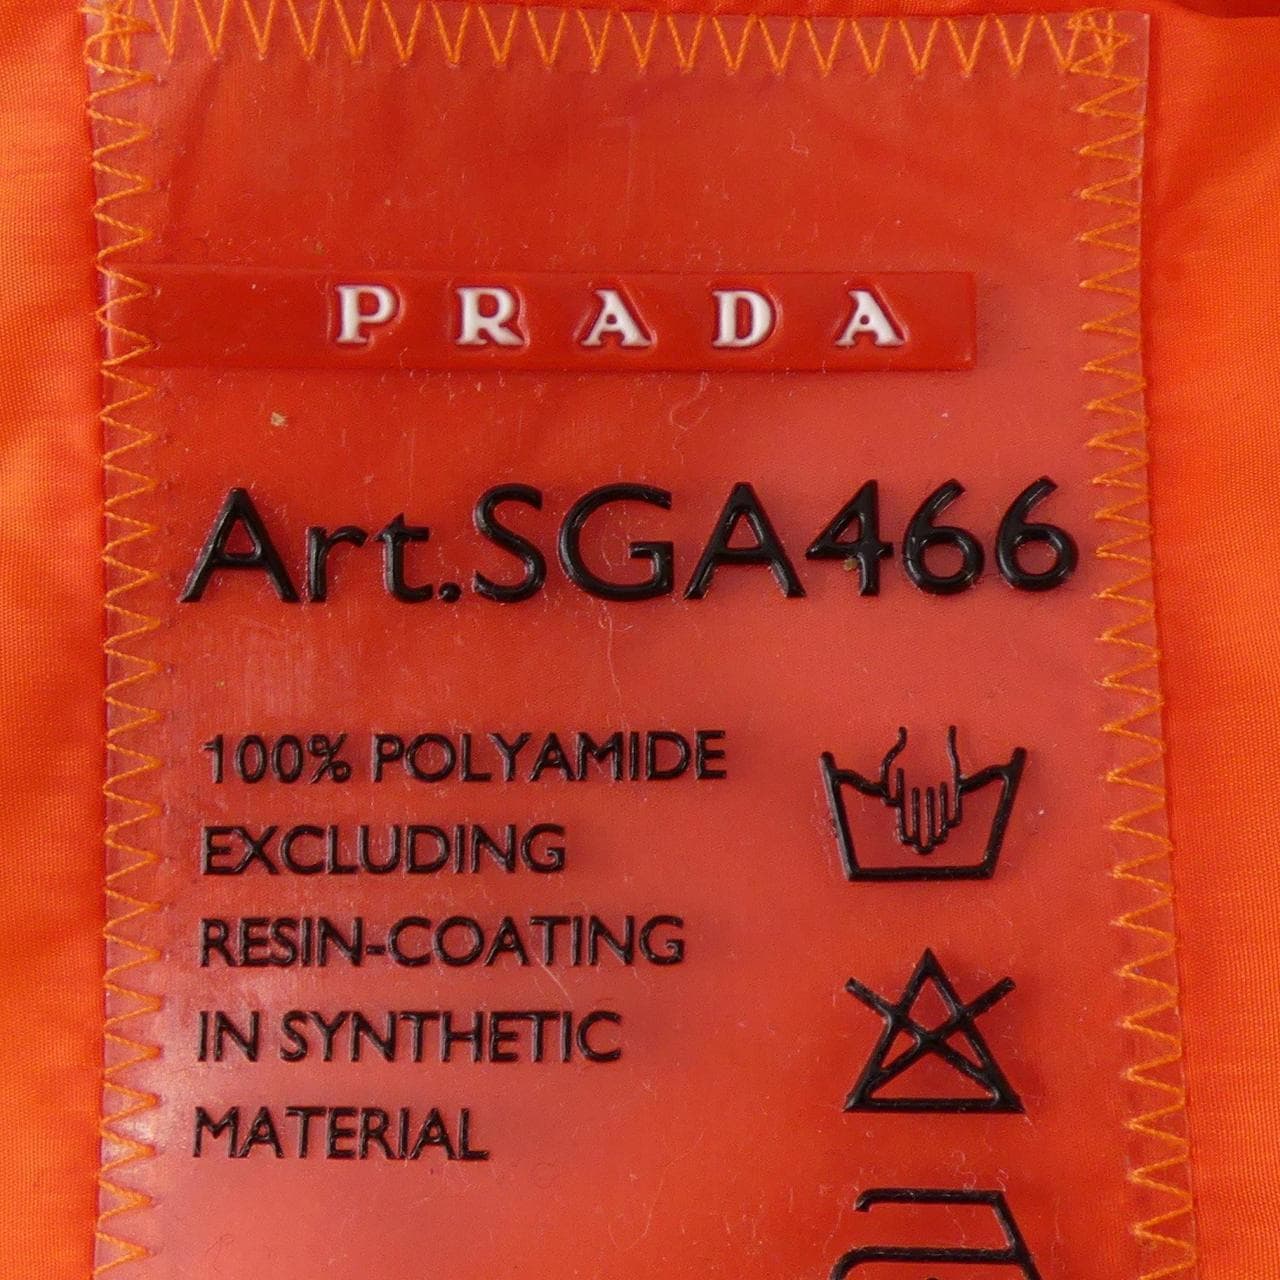 PRADA
Art.SGA466
100% POLYAMIDE
EXCLUDING
RESIN-COATING
IN SYNTHETIC
MATERIAL